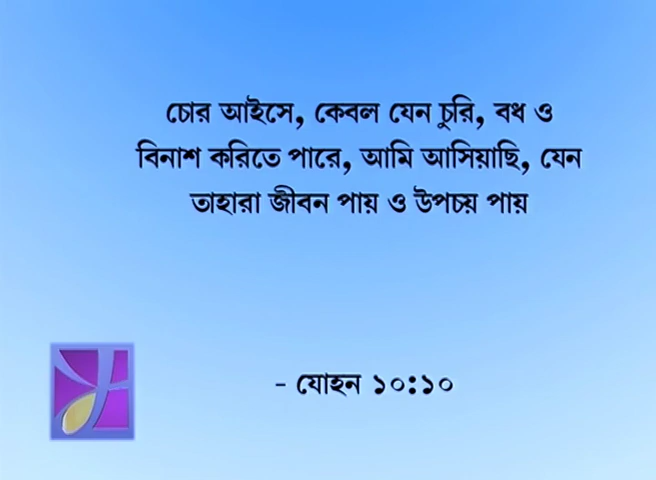 চোর আইসে, কেবল যেন চুরি, বধ ও
বিনাশ করিতে পারে, আমি আসিয়াছি, যেন
তাহারা জীবন পায় ও উপচয় পায়
- যোহন ১০:১০